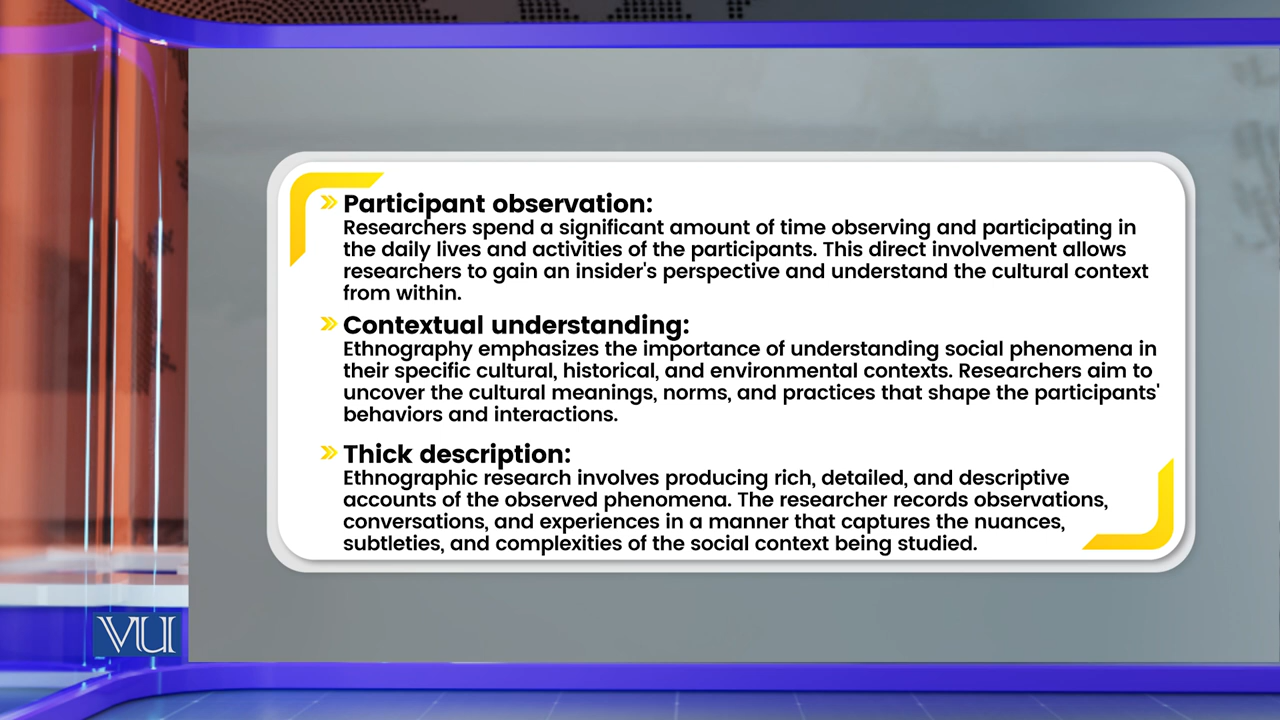 Participant observation:
Researchers spend a significant amount of time observing and participating in
the daily lives and activities of the participants. This direct involvement allows
researchers to gain an insider's perspective and understand the cultural context
from within.
Contextual understanding:
Ethnography emphasizes the importance of understanding social phenomena in
their specific cultural, historical, and environmental contexts. Researchers aim to
uncover the cultural meanings, norms, and practices that shape the participants'
behaviors and interactions.
Thick description:
Ethnographic research involves producing rich, detailed, and descriptive
accounts of the observed phenomena. The researcher records observations,
conversations, and experiences in a manner that captures the nuances,
subtleties, and complexities of the social context being studied.
VU